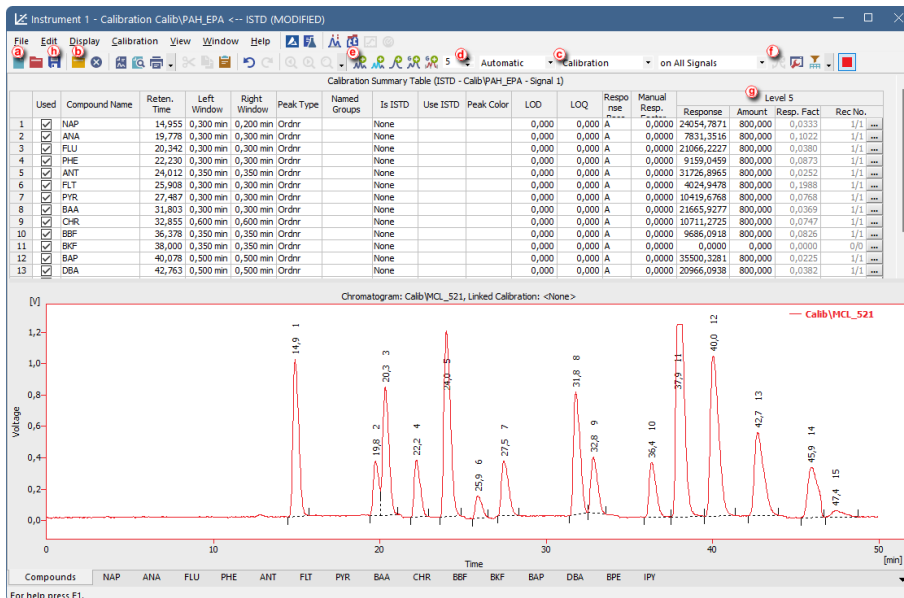 Instrument 1 - Calibration Calib\PAH_EPA <-- ISTD (MODIFIED)
File Edit Display Calibration View Window Help
a h b e d c f
5 Automatic Calibration on All Signals
Calibration Summary Table (ISTD - Calib\PAH_EPA - Signal 1)
g
Used Compound Name Reten. Time Left Window Right Window Peak Type Named Groups Is ISTD Use ISTD Peak Color LOD LOQ Respo nse Manual Resp. Level 5
Response Amount Resp. Fact Rec No.
1 NAP 14,955 0,300 min 0,200 min Ordnr None 0,000 0,000 A 0,0000 24054,7871 800,000 0,0333 1/1 ...
2 ANA 19,778 0,300 min 0,300 min Ordnr None 0,000 0,000 A 0,0000 7831,3516 800,000 0,1022 1/1 ...
3 FLU 20,342 0,300 min 0,300 min Ordnr None 0,000 0,000 A 0,0000 21066,2227 800,000 0,0380 1/1 ...
4 PHE 22,230 0,300 min 0,300 min Ordnr None 0,000 0,000 A 0,0000 9159,0459 800,000 0,0873 1/1 ...
5 ANT 24,012 0,350 min 0,350 min Ordnr None 0,000 0,000 A 0,0000 31726,8965 800,000 0,0252 1/1 ...
6 FLT 25,908 0,300 min 0,300 min Ordnr None 0,000 0,000 A 0,0000 4024,9478 800,000 0,1988 1/1 ...
7 PYR 27,487 0,300 min 0,300 min Ordnr None 0,000 0,000 A 0,0000 10419,6768 800,000 0,0768 1/1 ...
8 BAA 31,803 0,300 min 0,300 min Ordnr None 0,000 0,000 A 0,0000 21665,9277 800,000 0,0369 1/1 ...
9 CHR 32,855 0,600 min 0,600 min Ordnr None 0,000 0,000 A 0,0000 10711,2725 800,000 0,0747 1/1 ...
10 BBF 36,378 0,350 min 0,350 min Ordnr None 0,000 0,000 A 0,0000 9686,0918 800,000 0,0826 1/1 ...
11 BKF 38,000 0,350 min 0,350 min Ordnr None 0,000 0,000 A 0,0000 0,0000 0,000 0,0000 0/0 ...
12 BAP 40,078 0,500 min 0,500 min Ordnr None 0,000 0,000 A 0,0000 35500,3281 800,000 0,0225 1/1 ...
13 DBA 42,763 0,500 min 0,500 min Ordnr None 0,000 0,000 A 0,0000 20966,0938 800,000 0,0382 1/1 ...
Chromatogram: Calib\MCL_521, Linked Calibration: <None>
[V]
Calib\MCL_521
1,2
1,0
0,8
0,6
0,4
0,2
0,0
Voltage
14,9 1
19,8 2
20,3 3
22,2 4
24,0 5
25,9 6
27,5 7
31,8 8
32,8 9
36,4 10
37,9 11
40,0 12
42,7 13
45,9 14
47,4 15
0 10 20 30 40 50
Time [min]
Compounds NAP ANA FLU PHE ANT FLT PYR BAA CHR BBF BKF BAP DBA BPE IPY
For help press F1.